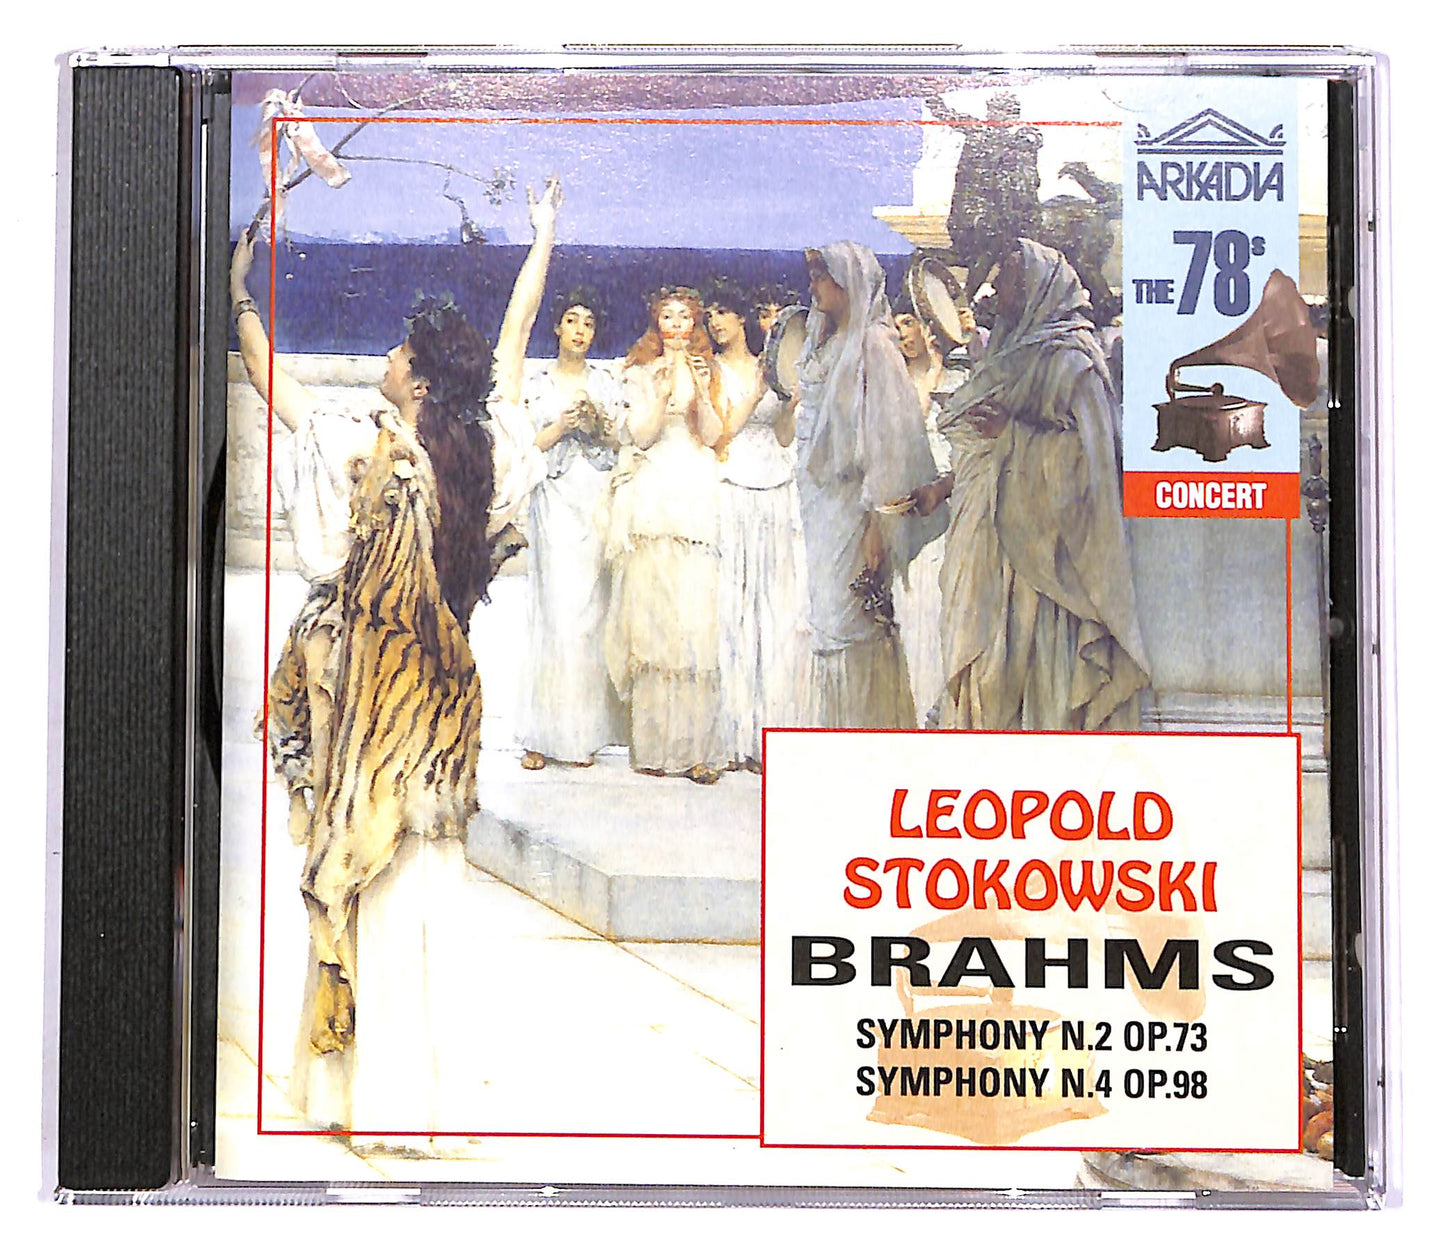 ARKADIA
THE 78s
CONCERT
LEOPOLD
STOKOWSKI
BRAHMS
SYMPHONY N.2 OP.73
SYMPHONY N.4 OP.98